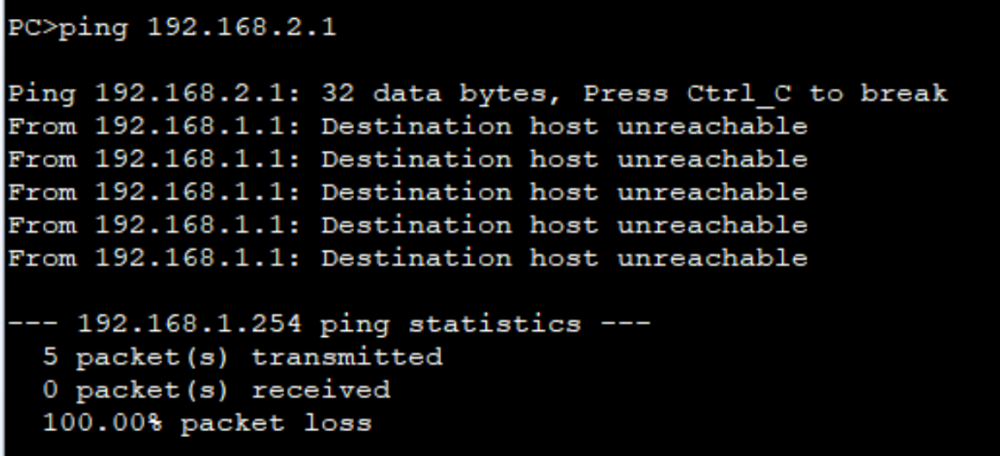 PC>ping 192.168.2.1
Ping 192.168.2.1: 32 data bytes, Press Ctrl_C to break
From 192.168.1.1: Destination host unreachable
From 192.168.1.1: Destination host unreachable
From 192.168.1.1: Destination host unreachable
From 192.168.1.1: Destination host unreachable
From 192.168.1.1: Destination host unreachable
--- 192.168.1.254 ping statistics ---
5 packet(s) transmitted
0 packet(s) received
100.00% packet loss